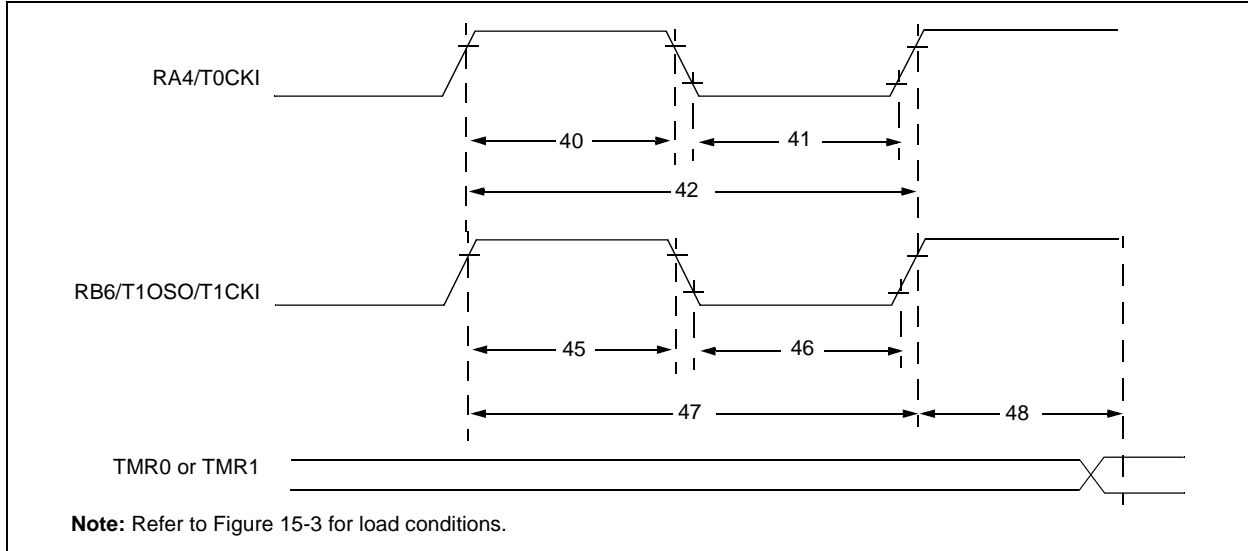 RA4/T0CKI
40
41
42
RB6/T1OSO/T1CKI
45
46
47
48
TMR0 or TMR1
Note: Refer to Figure 15-3 for load conditions.